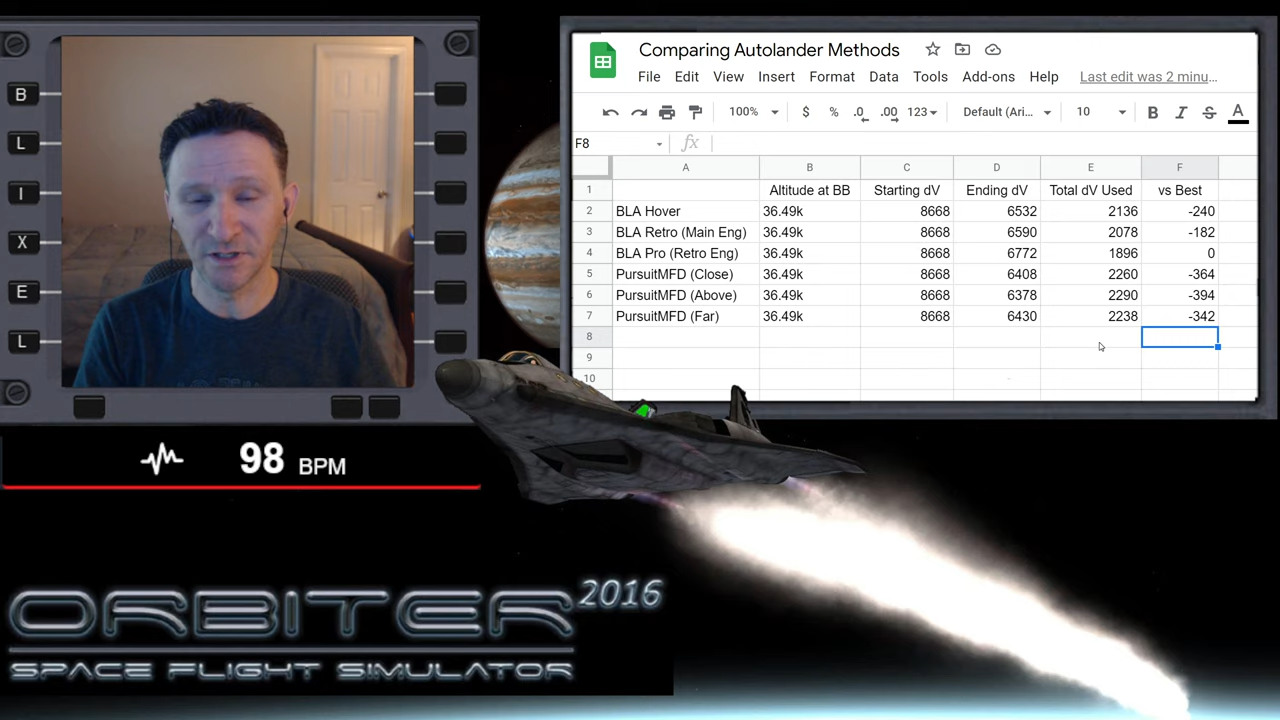 B
L
I
X
E
L
98 BPM
Comparing Autolander Methods
File Edit View Insert Format Data Tools Add-ons Help Last edit was 2 minu...
100% $ % .0 .00 123 Default (Ari... 10 B I S A
F8 fx
A B C D E F
1 Altitude at BB Starting dV Ending dV Total dV Used vs Best
2 BLA Hover 36.49k 8668 6532 2136 -240
3 BLA Retro (Main Eng) 36.49k 8668 6590 2078 -182
4 BLA Pro (Retro Eng) 36.49k 8668 6772 1896 0
5 PursuitMFD (Close) 36.49k 8668 6408 2260 -364
6 PursuitMFD (Above) 36.49k 8668 6378 2290 -394
7 PursuitMFD (Far) 36.49k 8668 6430 2238 -342
8
9
10
ORBITER 2016
SPACE FLIGHT SIMULATOR